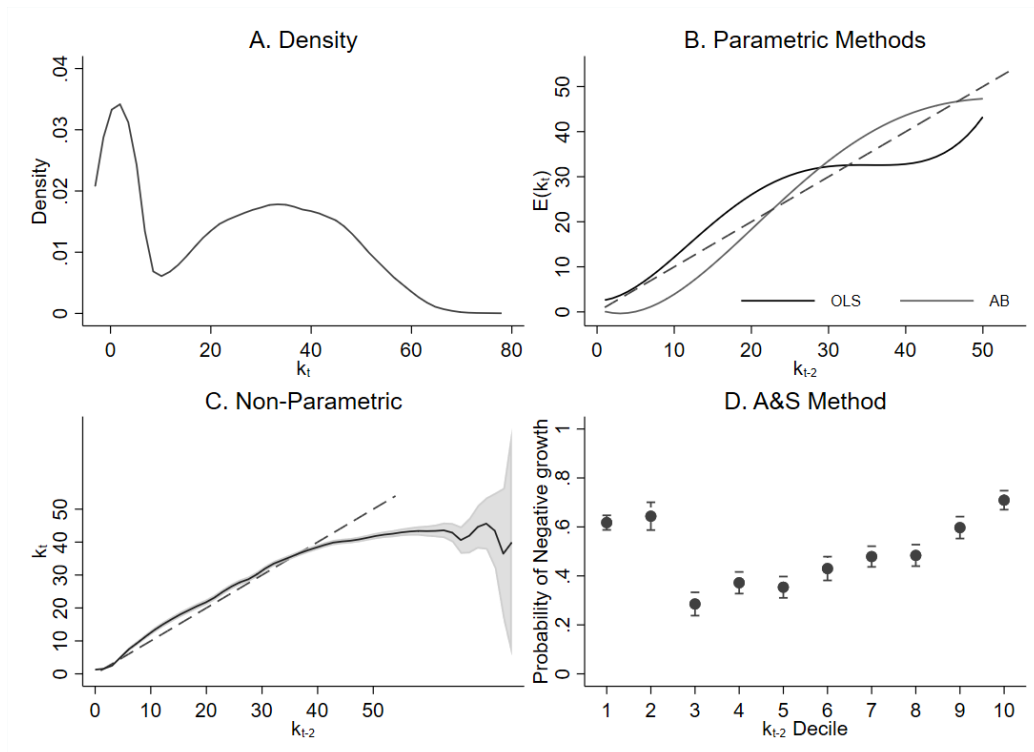 A. Density
Density
0
.01
.02
.03
.04
0 20 40 60 80
kₜ
B. Parametric Methods
E(kₜ)
0
10
20
30
40
50
0 10 20 30 40 50
kₜ₋₂
OLS AB
C. Non-Parametric
kₜ
0
10
20
30
40
50
0 10 20 30 40 50
kₜ₋₂
D. A&S Method
Probability of Negative growth
0
.2
.4
.6
.8
1
1 2 3 4 5 6 7 8 9 10
kₜ₋₂ Decile